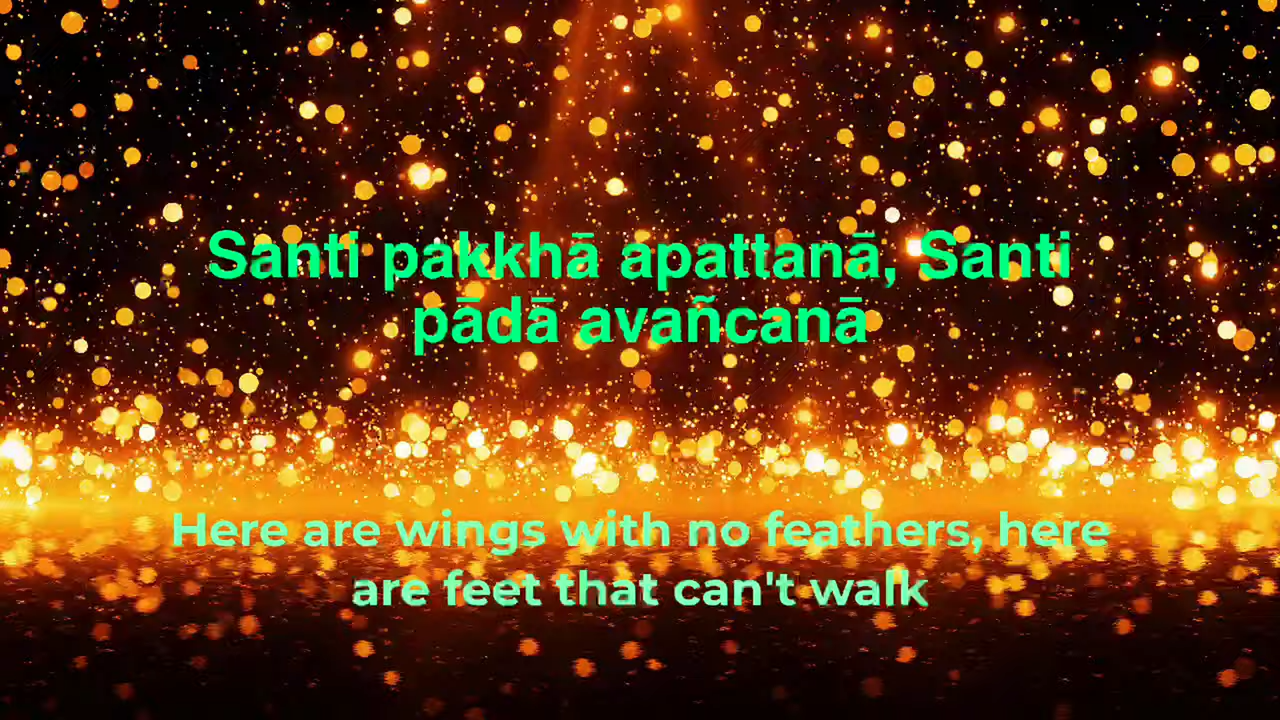 Santi pakkhā apattanā, Santi
pādā avañcanā
Here are wings with no feathers, here
are feet that can't walk